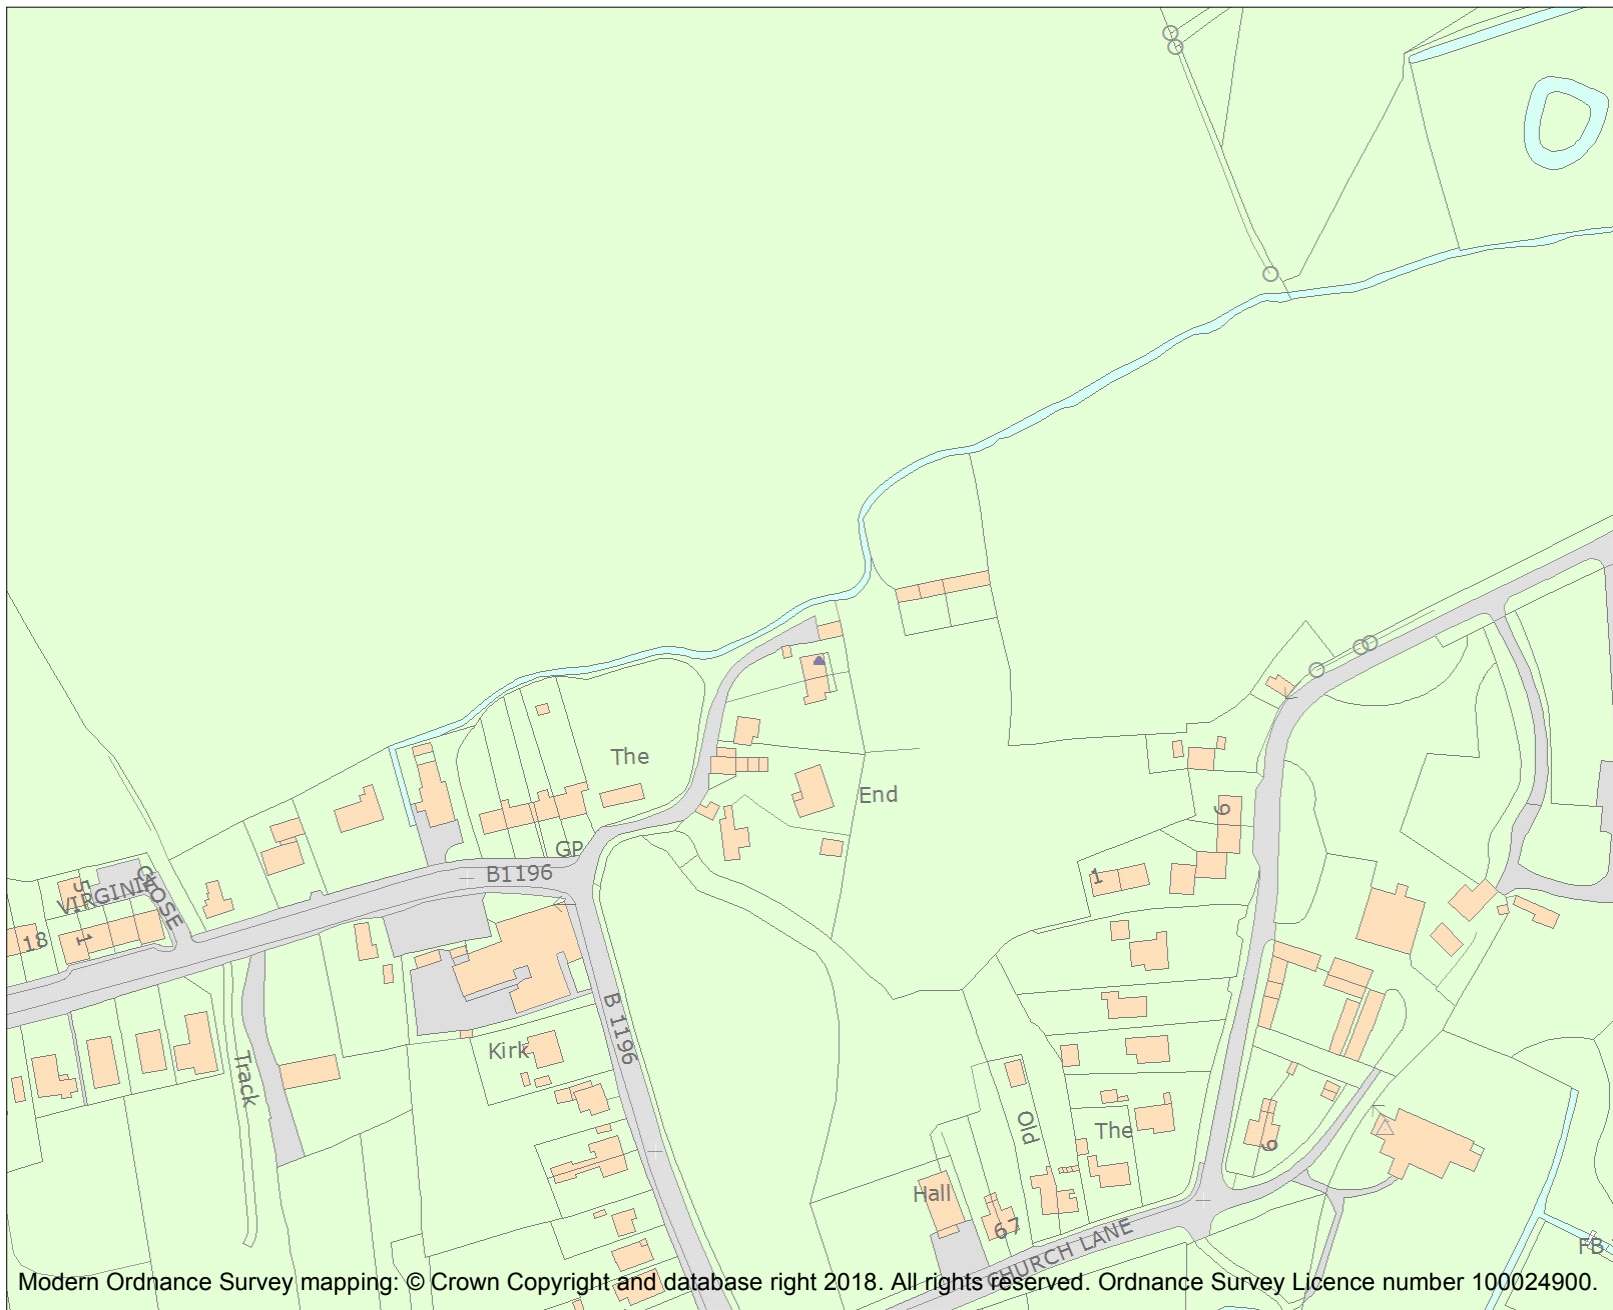 The
End
9
GP
B1196
1
5
VIRGINIA
CLOSE
18
1
B 1196
Kirk
Track
Old
The
9
Hall
67
CHURCH LANE
FB
Modern Ordnance Survey mapping: © Crown Copyright and database right 2018. All rights reserved. Ordnance Survey Licence number 100024900.